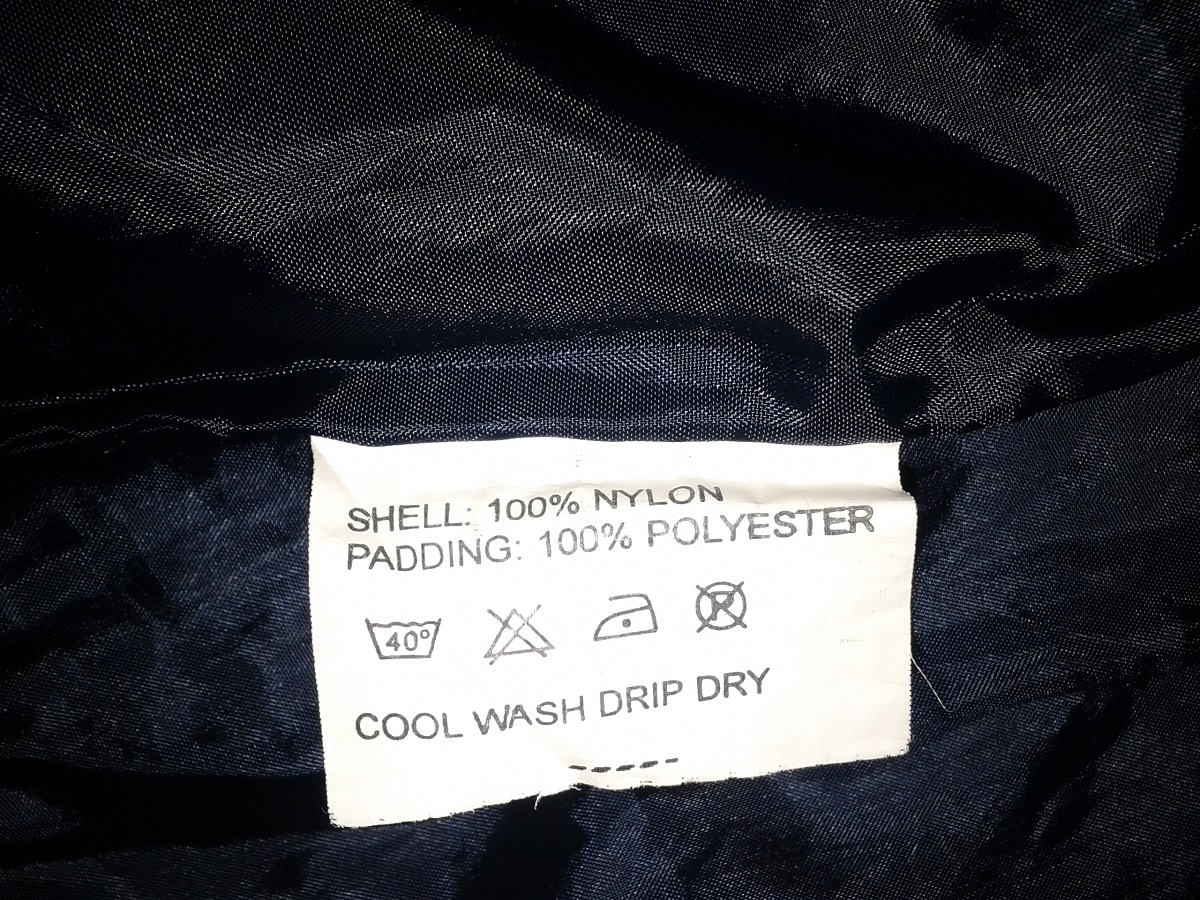 SHELL: 100% NYLON
PADDING: 100% POLYESTER
40°
COOL WASH DRIP DRY